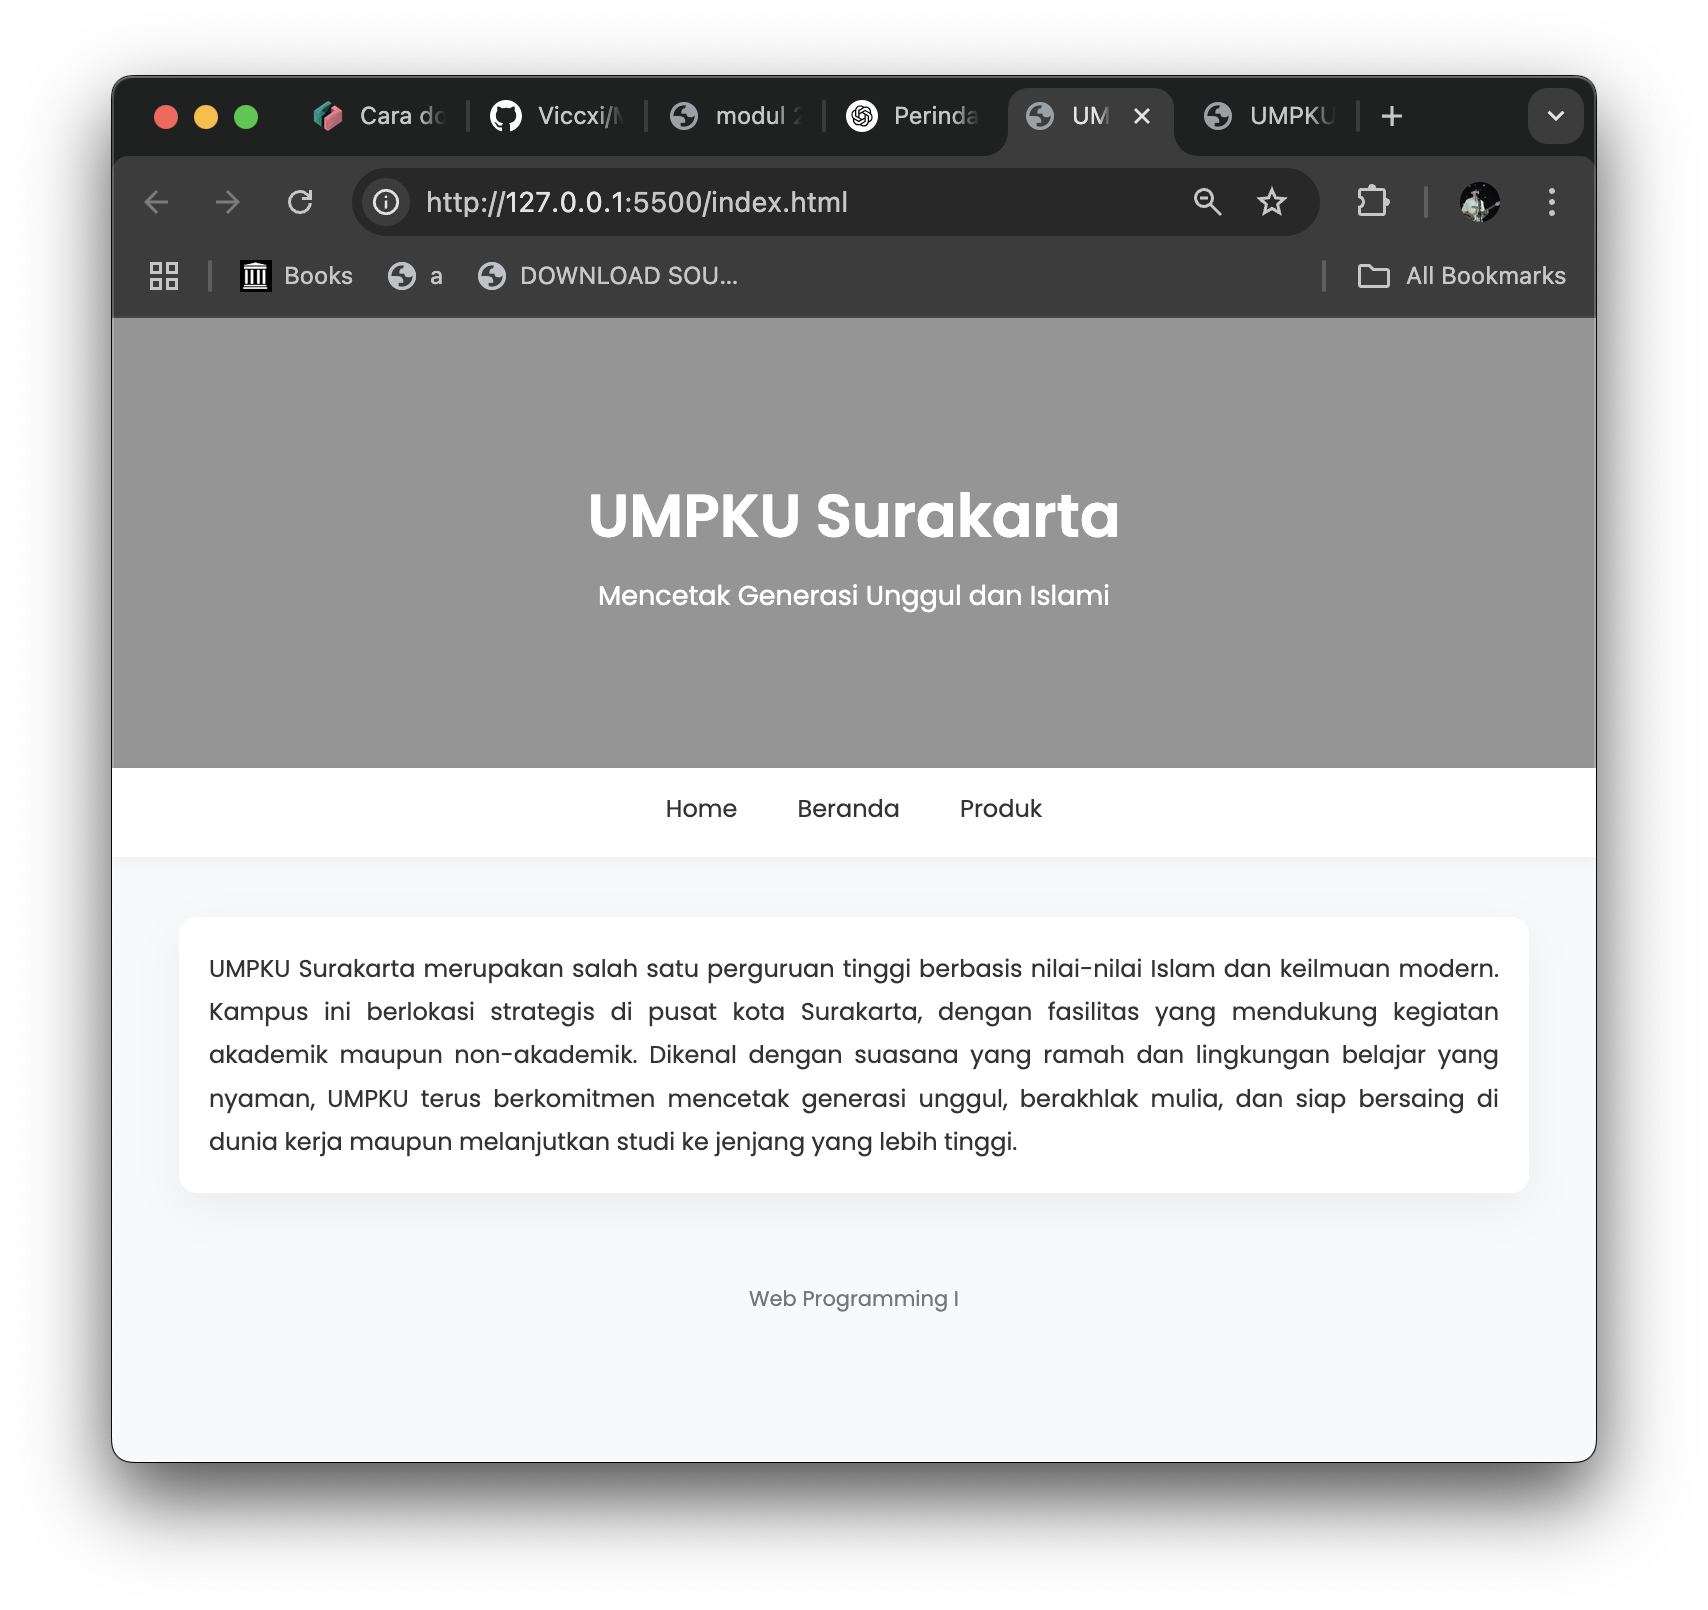 Cara do
Viccxi/M
modul 2
Perinda
UM
UMPKU
http://127.0.0.1:5500/index.html
Books
a
DOWNLOAD SOU...
All Bookmarks
UMPKU Surakarta
Mencetak Generasi Unggul dan Islami
Home Beranda Produk
UMPKU Surakarta merupakan salah satu perguruan tinggi berbasis nilai-nilai Islam dan keilmuan modern.
Kampus ini berlokasi strategis di pusat kota Surakarta, dengan fasilitas yang mendukung kegiatan
akademik maupun non-akademik. Dikenal dengan suasana yang ramah dan lingkungan belajar yang
nyaman, UMPKU terus berkomitmen mencetak generasi unggul, berakhlak mulia, dan siap bersaing di
dunia kerja maupun melanjutkan studi ke jenjang yang lebih tinggi.
Web Programming I